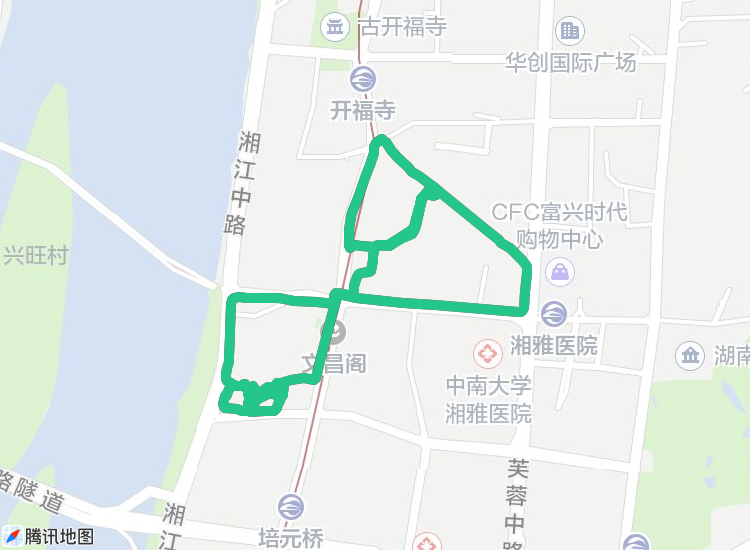 古开福寺
华创国际广场
开福寺
湘江中路
CFC富兴时代
购物中心
兴旺村
湘雅医院
文昌阁
湖南
中南大学
湘雅医院
芙蓉中路
路隧道
湘江
培元桥
腾讯地图